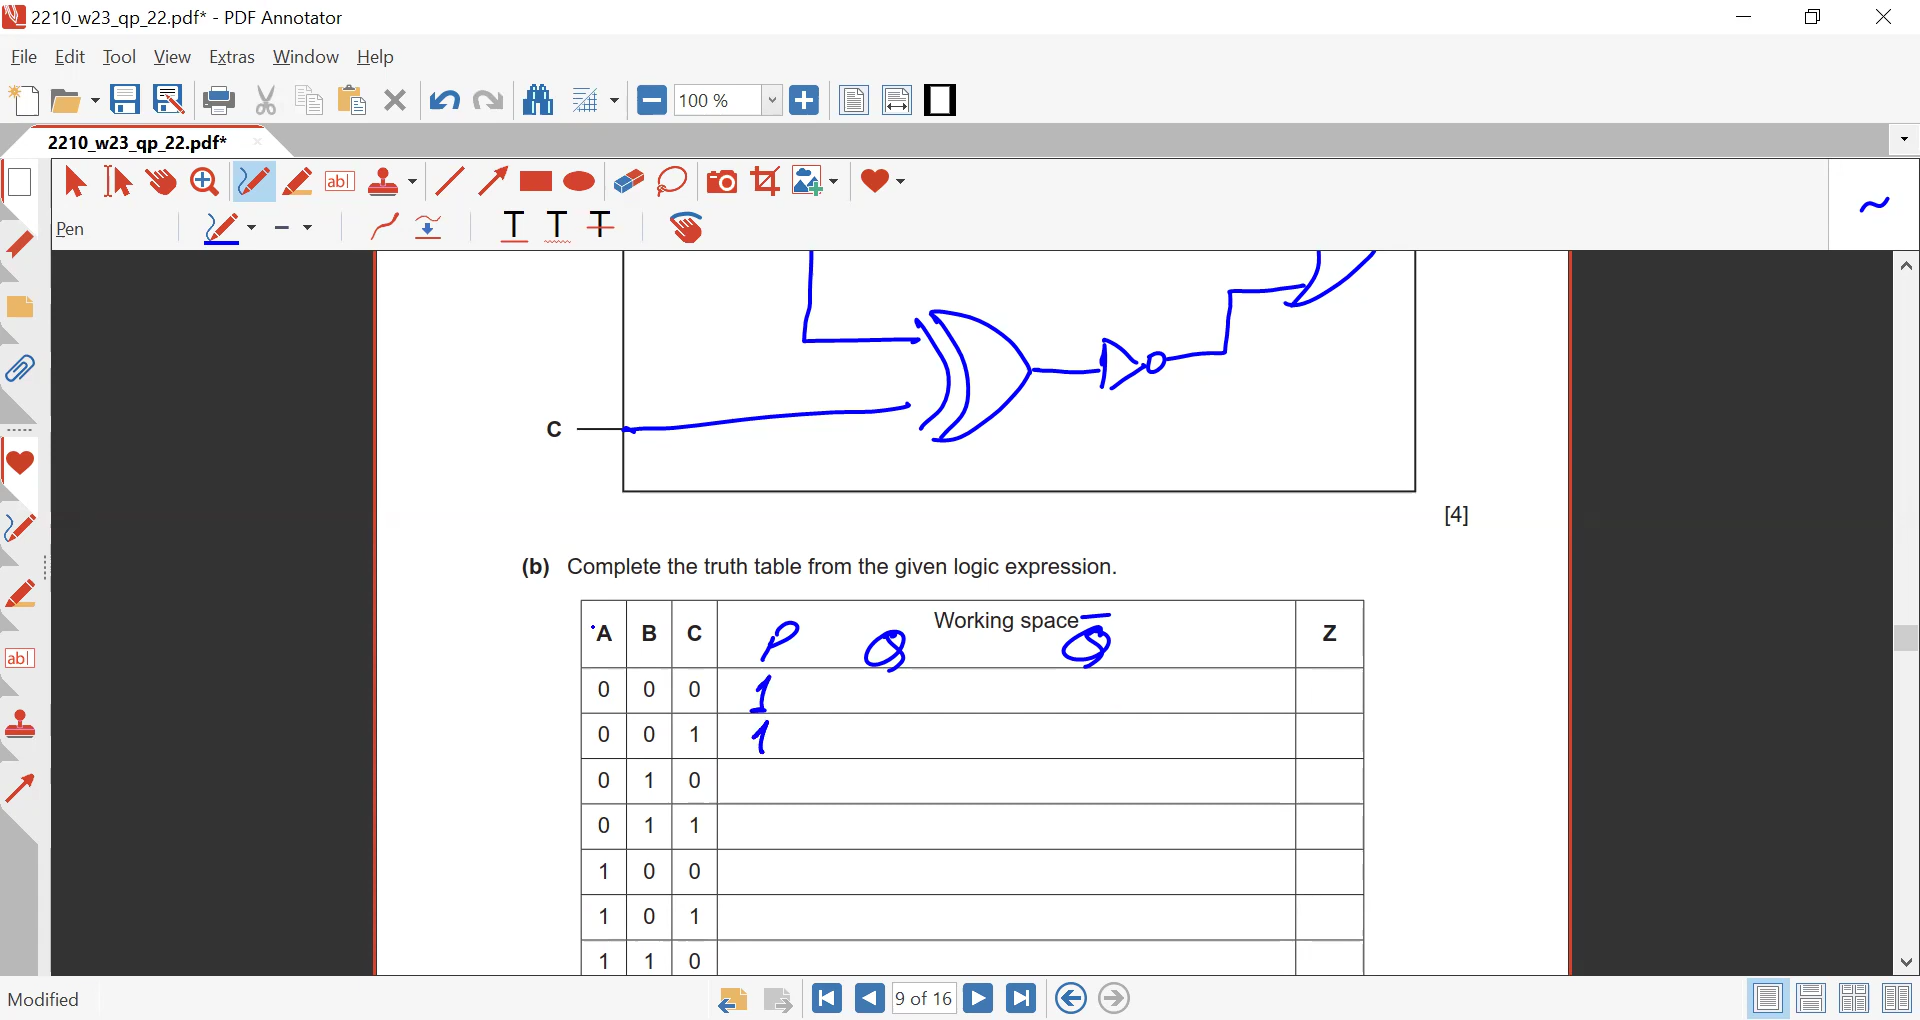 2210_w23_qp_22.pdf* - PDF Annotator
File Edit Tool View Extras Window Help
100 %
2210_w23_qp_22.pdf*
ab|
T T T
Pen
C
[4]
(b) Complete the truth table from the given logic expression.
A B C P Q Working space Q̅ Z
0 0 0 1
0 0 1 1
0 1 0
0 1 1
1 0 0
1 0 1
1 1 0
ab|
Modified
9 of 16